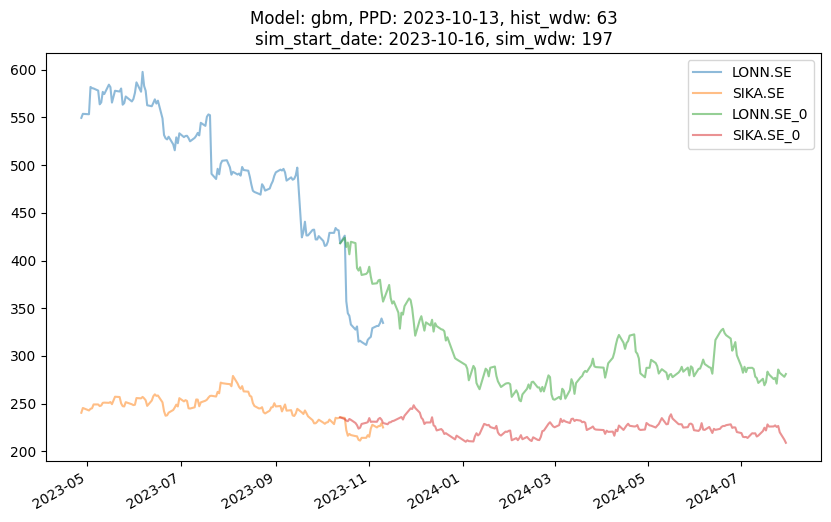 Model: gbm, PPD: 2023-10-13, hist_wdw: 63
sim_start_date: 2023-10-16, sim_wdw: 197
LONN.SE
SIKA.SE
LONN.SE_0
SIKA.SE_0
600
550
500
450
400
350
300
250
200
2023-05
2023-07
2023-09
2023-11
2024-01
2024-03
2024-05
2024-07